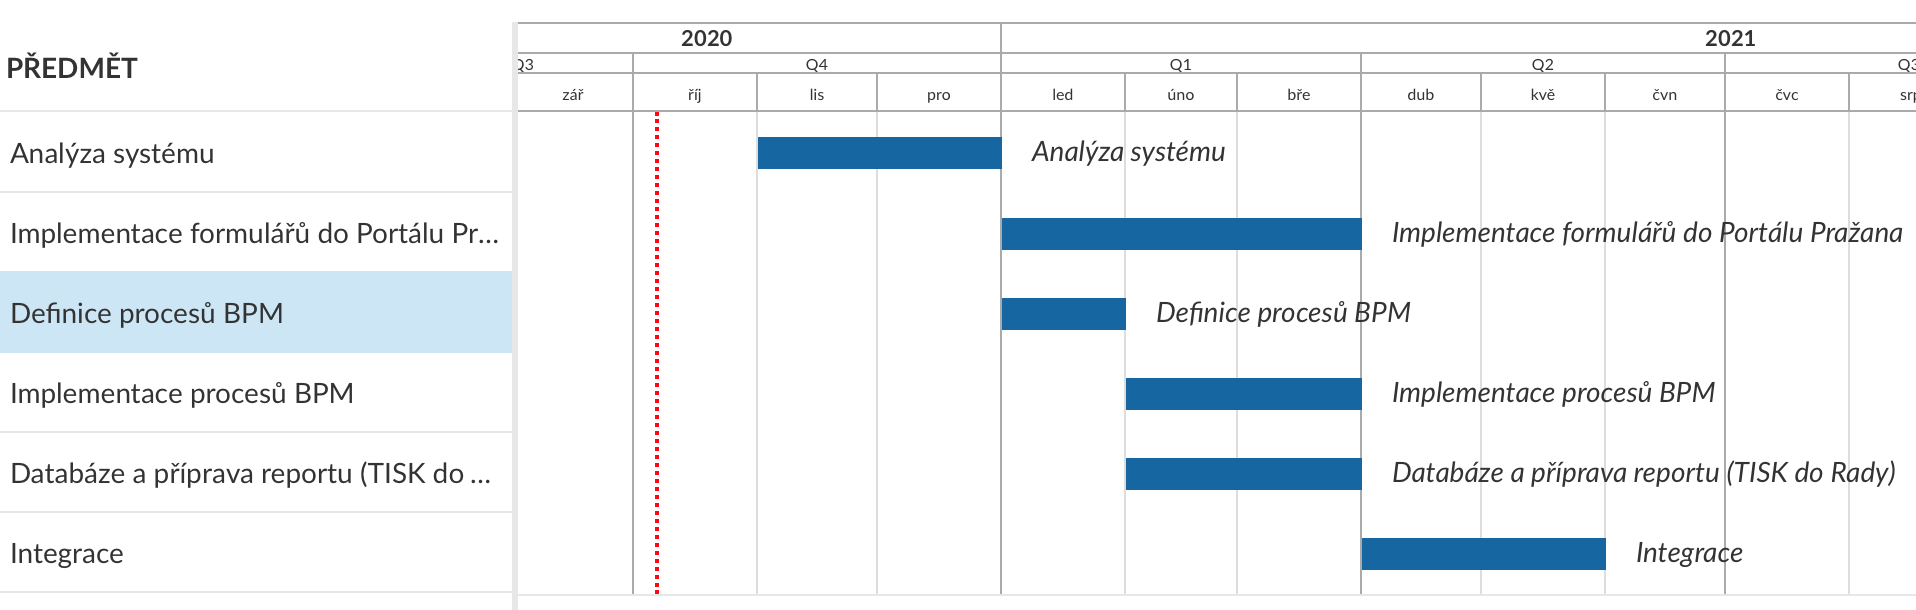 2020 2021
PŘEDMĚT
Q3 Q4 Q1 Q2 Q3
zář říj lis pro led úno bře dub kvě čvn čvc srp
Analýza systému Analýza systému
Implementace formulářů do Portálu Pr... Implementace formulářů do Portálu Pražana
Definice procesů BPM Definice procesů BPM
Implementace procesů BPM Implementace procesů BPM
Databáze a příprava reportu (TISK do ... Databáze a příprava reportu (TISK do Rady)
Integrace Integrace